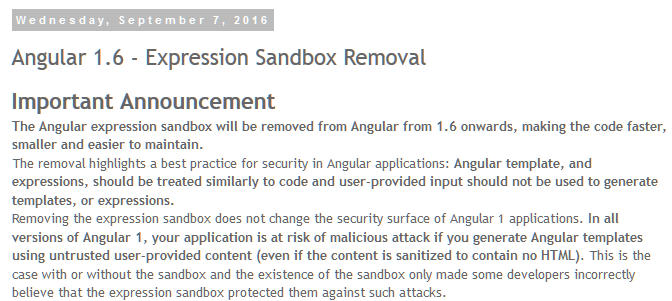 Wednesday, September 7, 2016
Angular 1.6 - Expression Sandbox Removal
Important Announcement
The Angular expression sandbox will be removed from Angular from 1.6 onwards, making the code faster,
smaller and easier to maintain.
The removal highlights a best practice for security in Angular applications: Angular template, and
expressions, should be treated similarly to code and user-provided input should not be used to generate
templates, or expressions.
Removing the expression sandbox does not change the security surface of Angular 1 applications. In all
versions of Angular 1, your application is at risk of malicious attack if you generate Angular templates
using untrusted user-provided content (even if the content is sanitized to contain no HTML). This is the
case with or without the sandbox and the existence of the sandbox only made some developers incorrectly
believe that the expression sandbox protected them against such attacks.